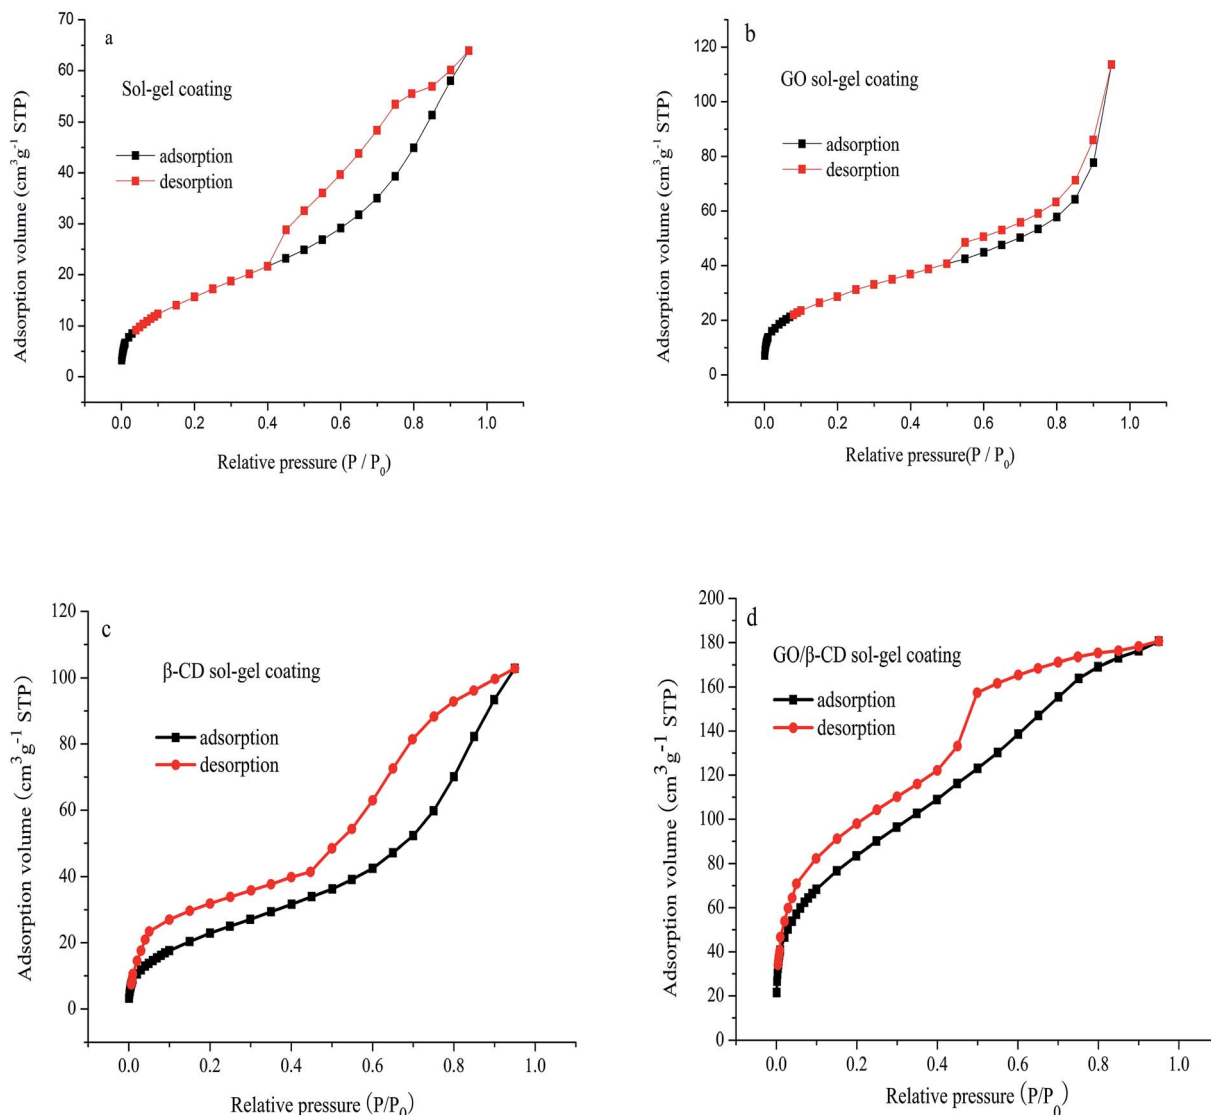 a
Sol-gel coating
adsorption
desorption
Adsorption volume (cm³g⁻¹ STP)
70
60
50
40
30
20
10
0
0.0 0.2 0.4 0.6 0.8 1.0
Relative pressure (P / P₀)
b
GO sol-gel coating
adsorption
desorption
Adsorption volume (cm³g⁻¹ STP)
120
100
80
60
40
20
0
0.0 0.2 0.4 0.6 0.8 1.0
Relative pressure(P / P₀)
c
β-CD sol-gel coating
adsorption
desorption
Adsorption volume (cm³g⁻¹ STP)
120
100
80
60
40
20
0
0.0 0.2 0.4 0.6 0.8 1.0
Relative pressure (P/P₀)
d
GO/β-CD sol-gel coating
adsorption
desorption
Adsorption volume (cm³g⁻¹ STP)
200
180
160
140
120
100
80
60
40
20
0
0.0 0.2 0.4 0.6 0.8 1.0
Relative pressure (P/P₀)